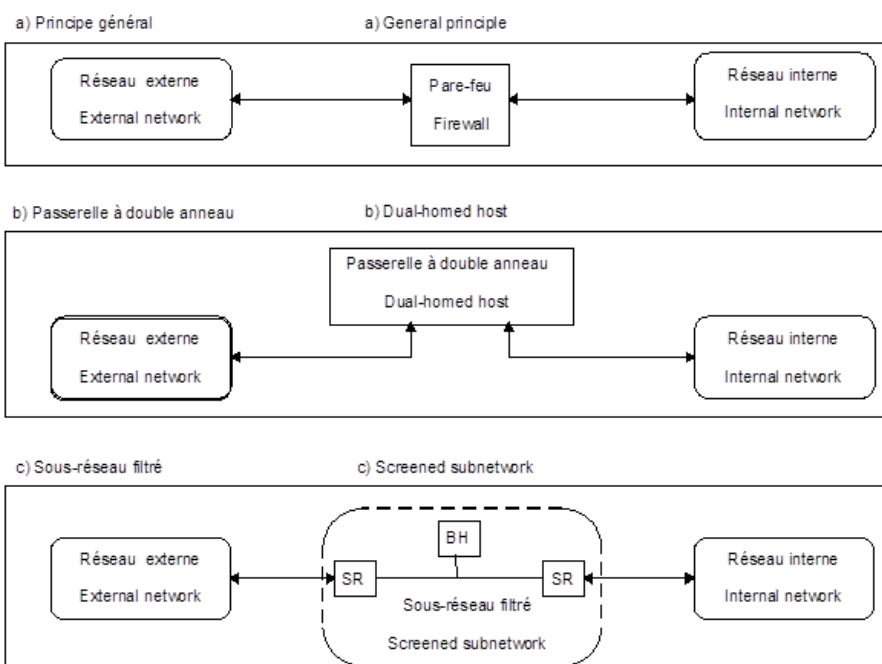 a) Principe général
a) General principle
Réseau externe
External network
Pare-feu
Firewall
Réseau interne
Internal network
b) Passerelle à double anneau
b) Dual-homed host
Passerelle à double anneau
Dual-homed host
Réseau externe
External network
Réseau interne
Internal network
c) Sous-réseau filtré
c) Screened subnetwork
Réseau externe
External network
BH
SR
SR
Sous-réseau filtré
Screened subnetwork
Réseau interne
Internal network